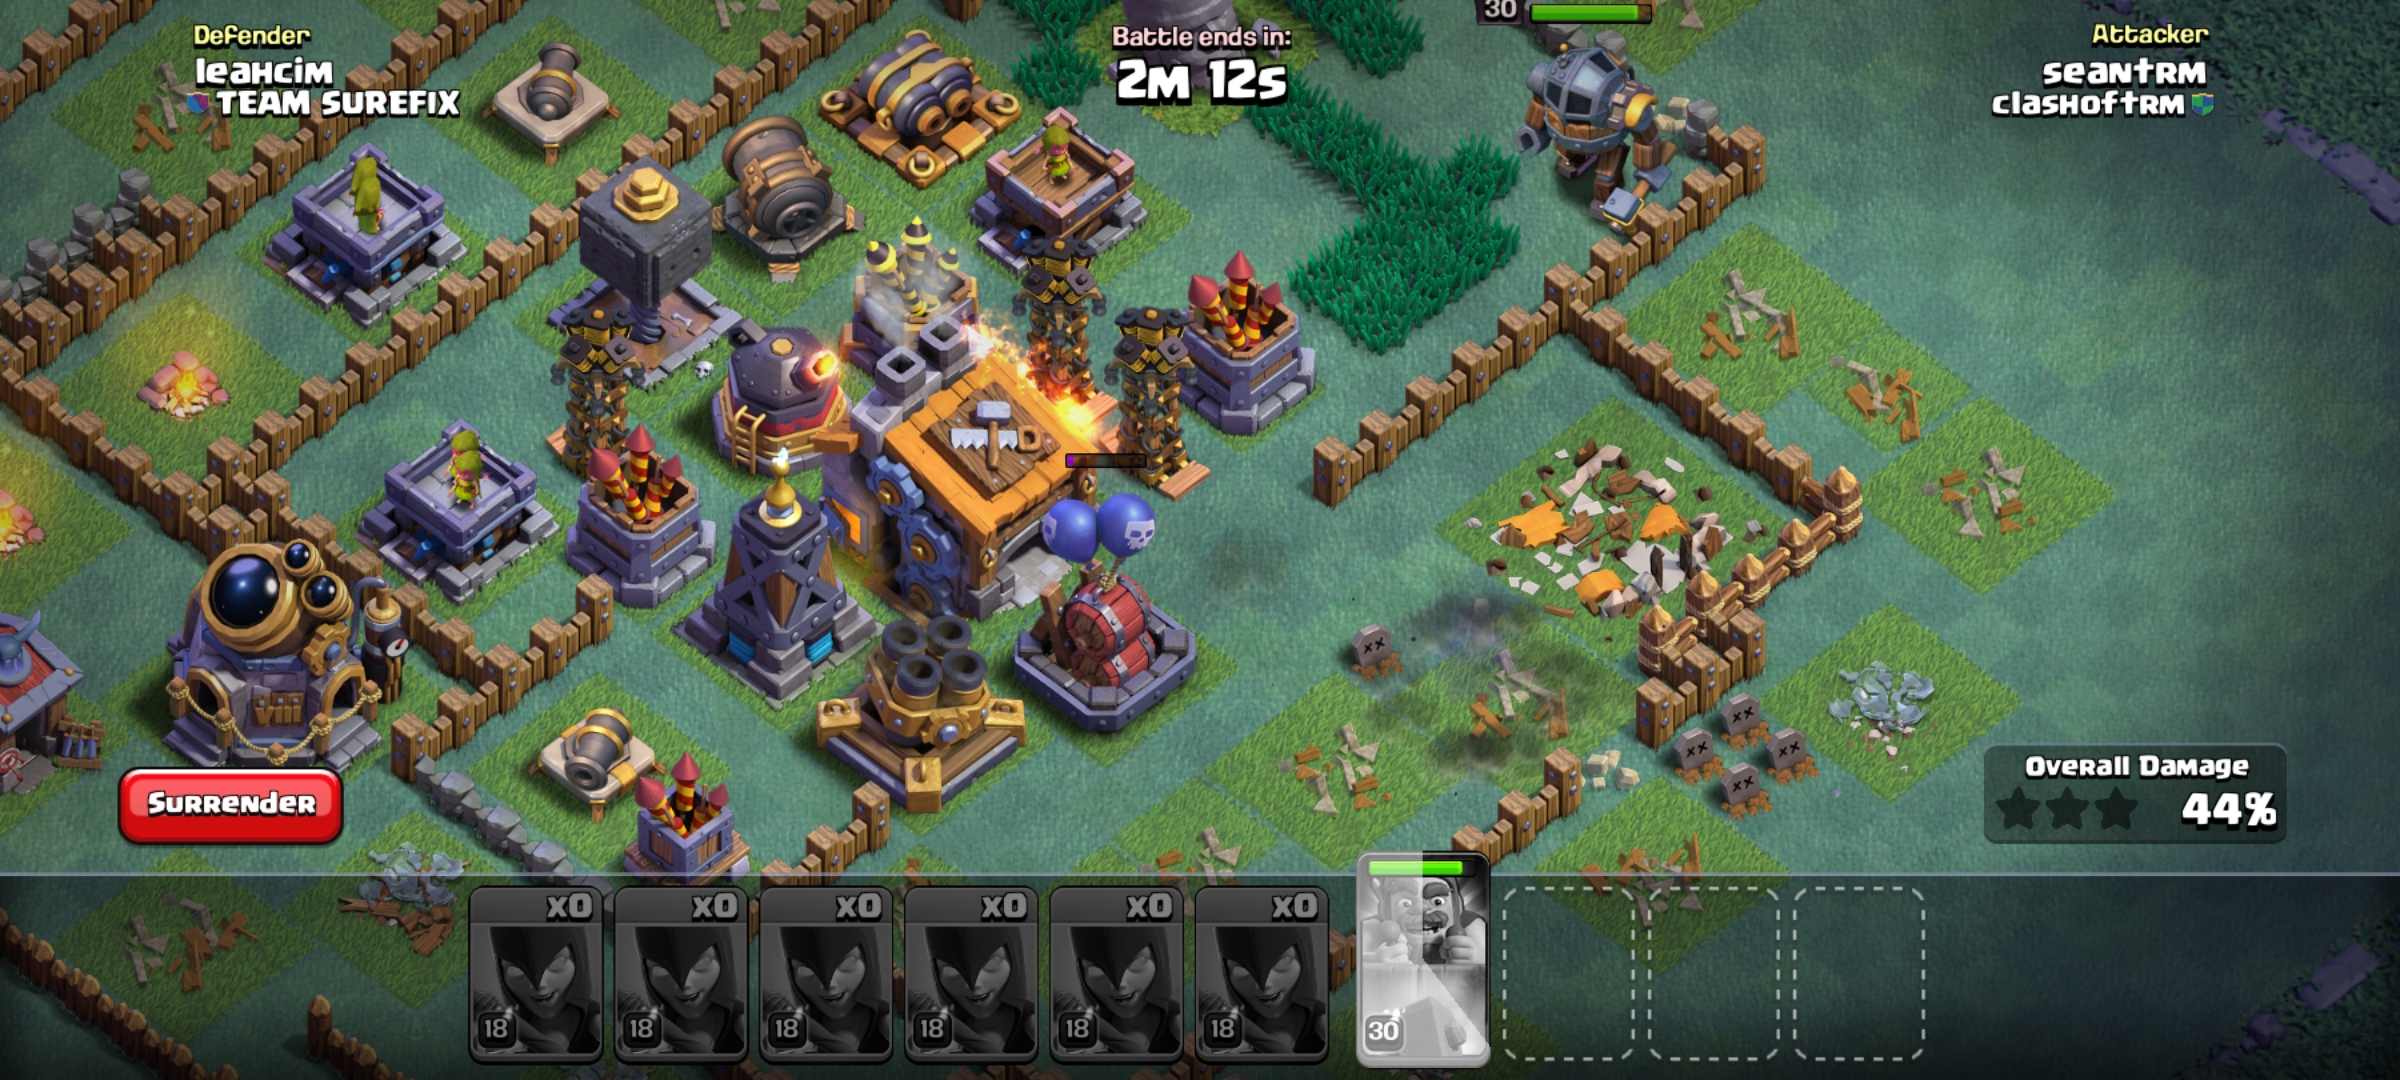 30
Defender
leahcim
TEAM SUREFIX
Battle ends in:
2m 12s
Attacker
seantrm
clashoftrm
VIII
Surrender
Overall Damage
44%
x0
x0
x0
x0
x0
x0
18
18
18
18
18
18
30